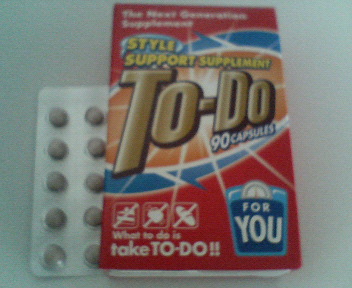 The Next Generation
Supplement
STYLE
SUPPORT SUPPLEMENT
TO-DO
90 CAPSULES
FOR
YOU
What to do is
take TO-DO!!